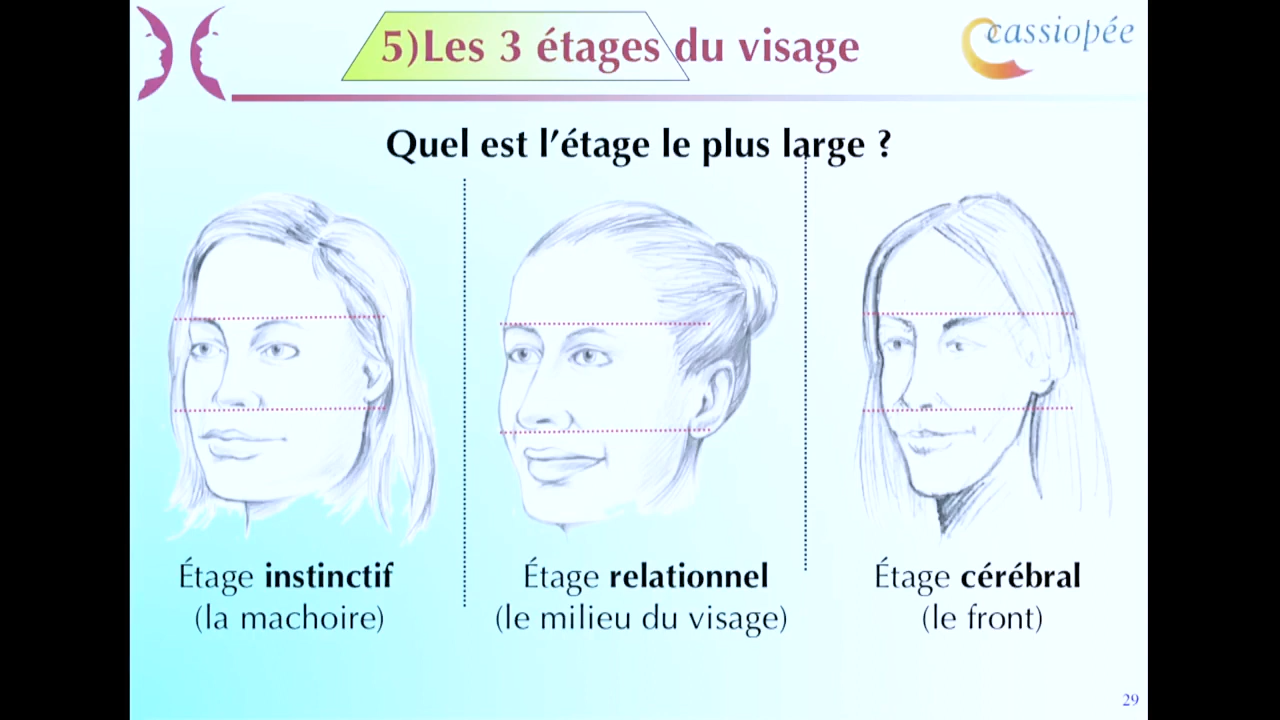 5)Les 3 étages du visage
cassiopée
Quel est l'étage le plus large ?
Étage instinctif
(la machoire)
Étage relationnel
(le milieu du visage)
Étage cérébral
(le front)
29